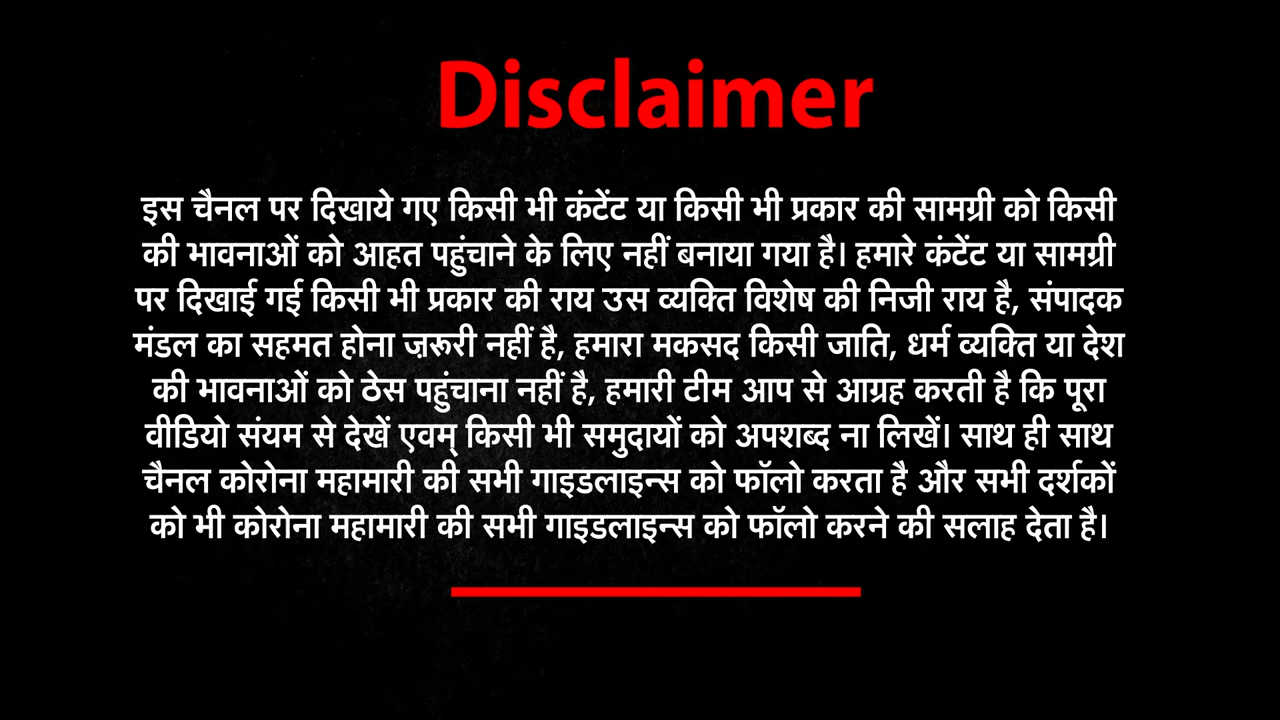 Disclaimer
इस चैनल पर दिखाये गए किसी भी कंटेंट या किसी भी प्रकार की सामग्री को किसी
की भावनाओं को आहत पहुंचाने के लिए नहीं बनाया गया है। हमारे कंटेंट या सामग्री
पर दिखाई गई किसी भी प्रकार की राय उस व्यक्ति विशेष की निजी राय है, संपादक
मंडल का सहमत होना ज़रूरी नहीं है, हमारा मकसद किसी जाति, धर्म व्यक्ति या देश
की भावनाओं को ठेस पहुंचाना नहीं है, हमारी टीम आप से आग्रह करती है कि पूरा
वीडियो संयम से देखें एवम् किसी भी समुदायों को अपशब्द ना लिखें। साथ ही साथ
चैनल कोरोना महामारी की सभी गाइडलाइन्स को फॉलो करता है और सभी दर्शकों
को भी कोरोना महामारी की सभी गाइडलाइन्स को फॉलो करने की सलाह देता है।